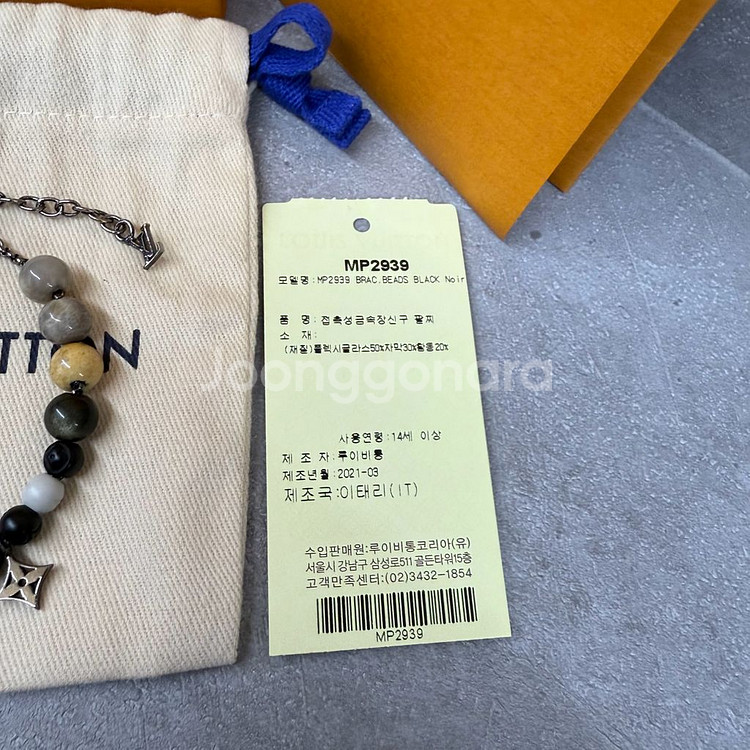 MP2939
모델명:MP2939 BRAC.BEADS BLACK Noir
품 명:접촉성금속장신구 팔찌
소 재:
(재질)플렉시글라스50%자막30%황동20%
사용연령:14세 이상
제 조 자:루이비통
제조년월:2021-03
제조국:이태리(IT)
수입판매원:루이비통코리아(유)
서울시 강남구 삼성로511 골든타워15층
고객만족센터:(02)3432-1854
MP2939
TTON
Joonggonara